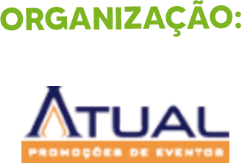 ORGANIZAÇÃO:
ATUAL
PROMOÇÕES DE EVENTOS